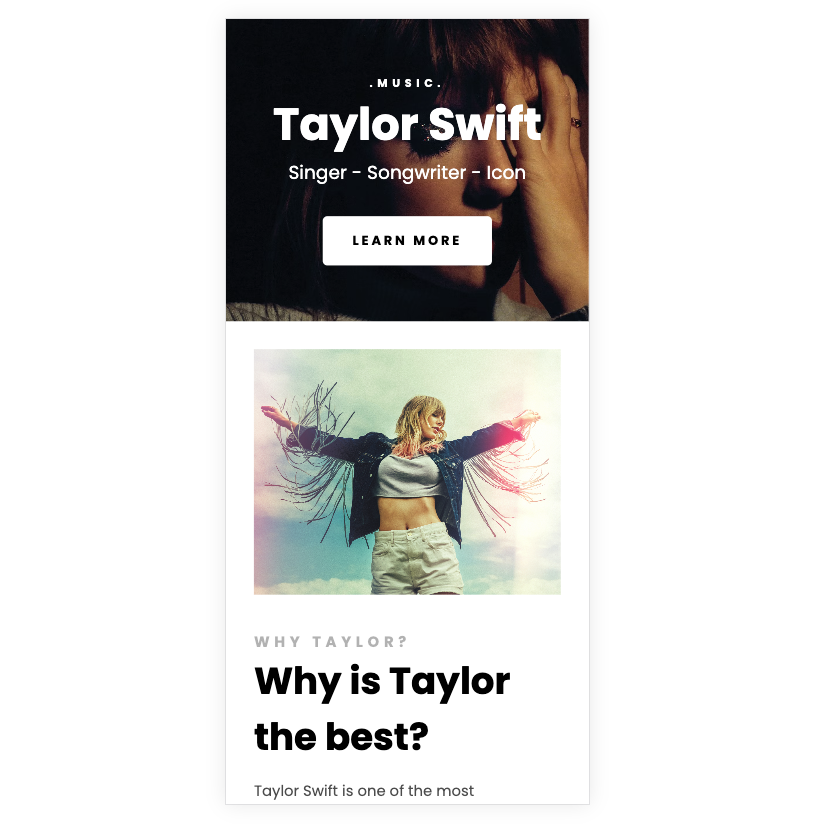 .MUSIC.
Taylor Swift
Singer - Songwriter - Icon
LEARN MORE
WHY TAYLOR?
Why is Taylor
the best?
Taylor Swift is one of the most